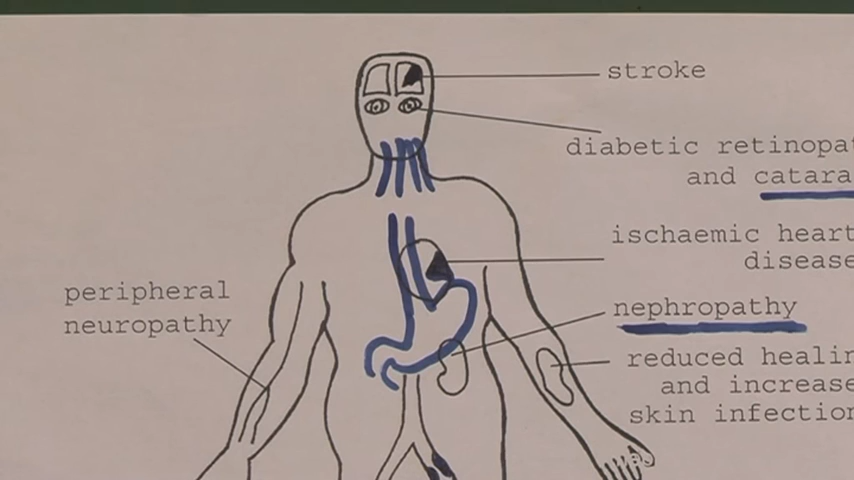 stroke
diabetic retinopat
and catara
ischaemic heart
disease
peripheral
neuropathy
nephropathy
reduced healin
and increase
skin infection